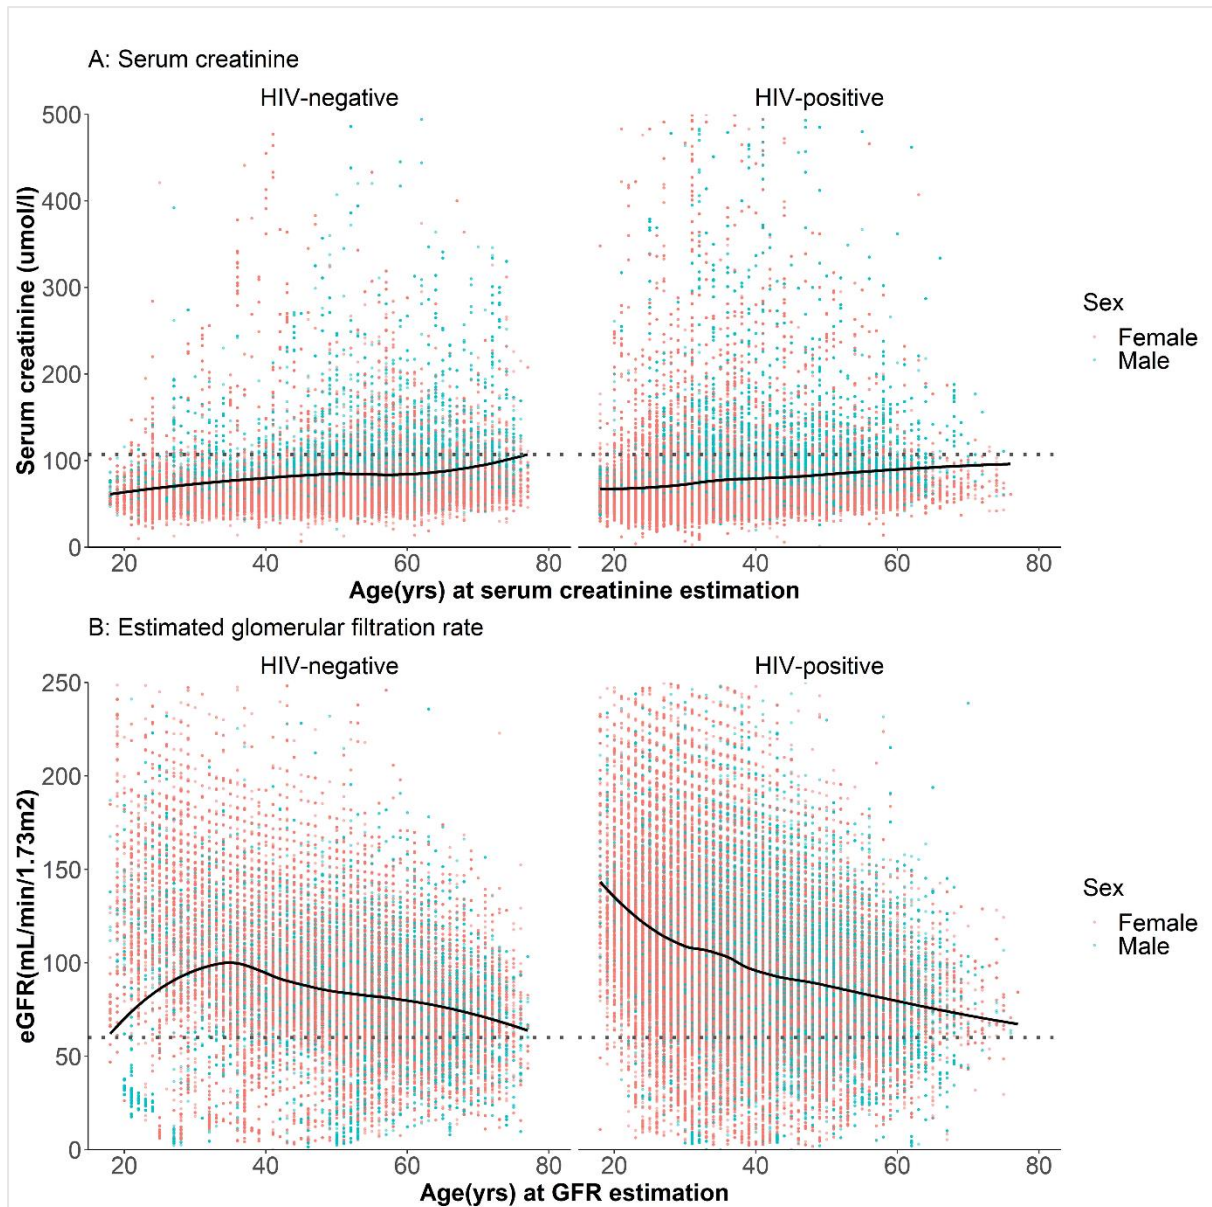 A: Serum creatinine
HIV-negative HIV-positive
500
400
300
200
100
0
Serum creatinine (umol/l)
20 40 60 80 20 40 60 80
Age(yrs) at serum creatinine estimation
Sex
Female
Male
B: Estimated glomerular filtration rate
HIV-negative HIV-positive
250
200
150
100
50
0
eGFR(mL/min/1.73m2)
20 40 60 80 20 40 60 80
Age(yrs) at GFR estimation
Sex
Female
Male